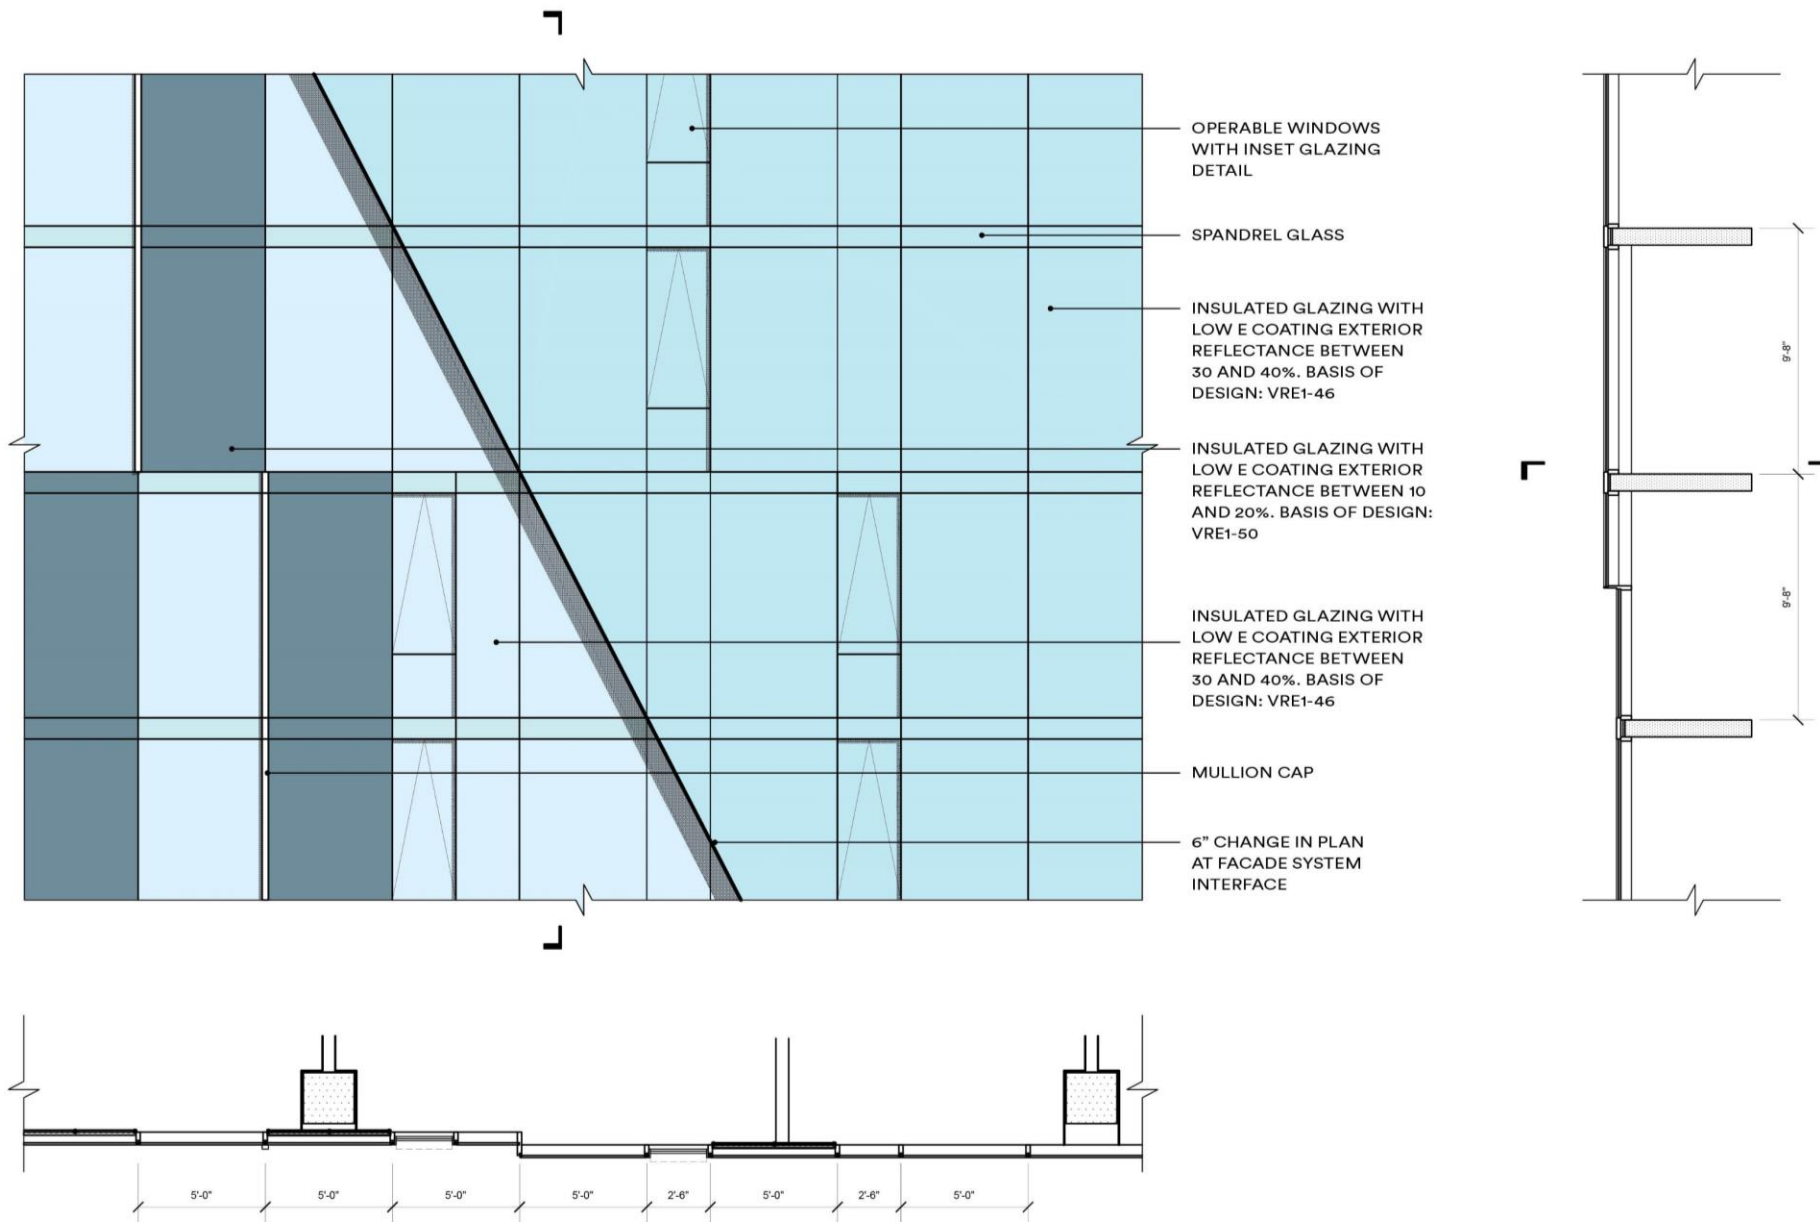 OPERABLE WINDOWS
WITH INSET GLAZING
DETAIL
SPANDREL GLASS
INSULATED GLAZING WITH
LOW E COATING EXTERIOR
REFLECTANCE BETWEEN
30 AND 40%. BASIS OF
DESIGN: VRE1-46
INSULATED GLAZING WITH
LOW E COATING EXTERIOR
REFLECTANCE BETWEEN 10
AND 20%. BASIS OF DESIGN:
VRE1-50
INSULATED GLAZING WITH
LOW E COATING EXTERIOR
REFLECTANCE BETWEEN
30 AND 40%. BASIS OF
DESIGN: VRE1-46
MULLION CAP
6” CHANGE IN PLAN
AT FACADE SYSTEM
INTERFACE
9'-8"
9'-8"
5'-0" 5'-0" 5'-0" 5'-0" 2'-6" 5'-0" 2'-6" 5'-0"